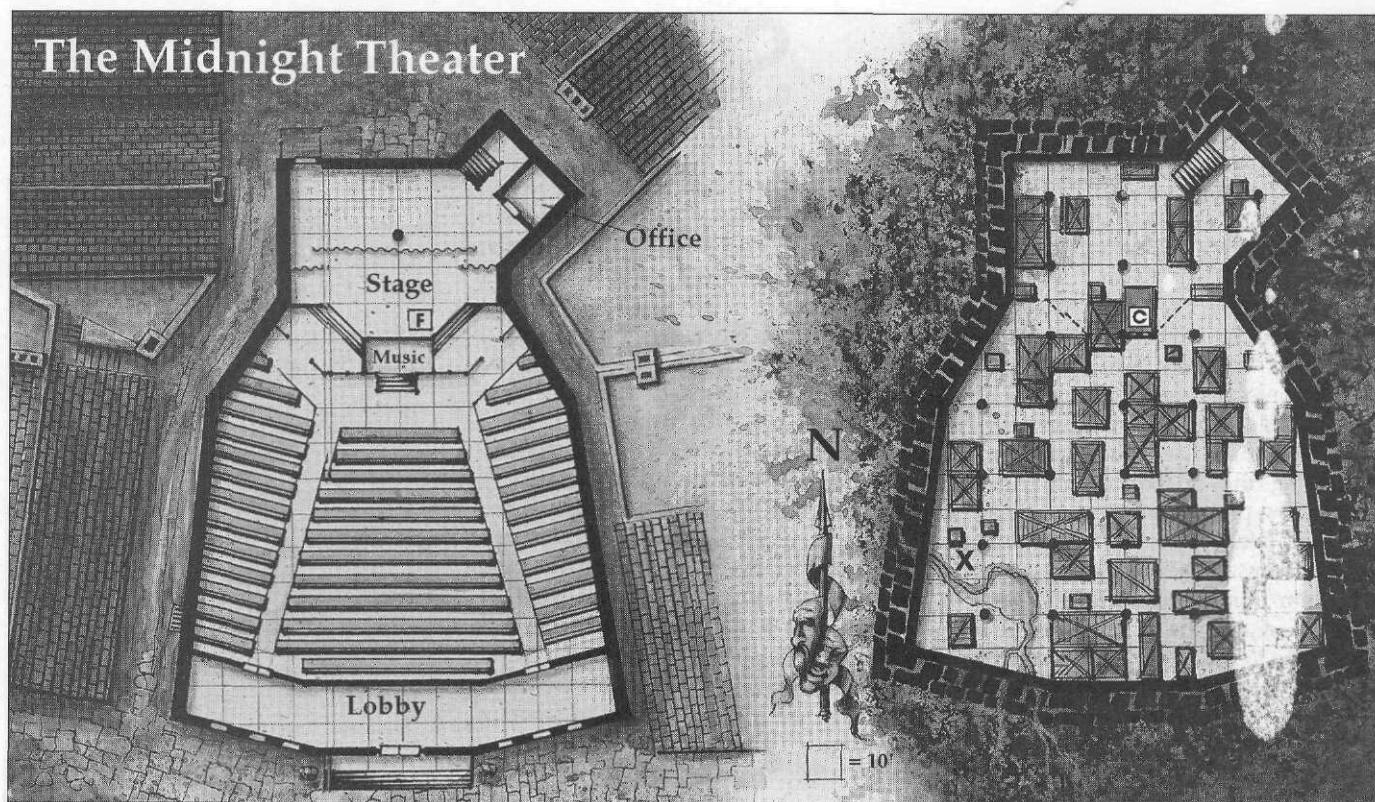 The Midnight Theater
Office
Stage
F
Music
Lobby
N
= 10'
C
X